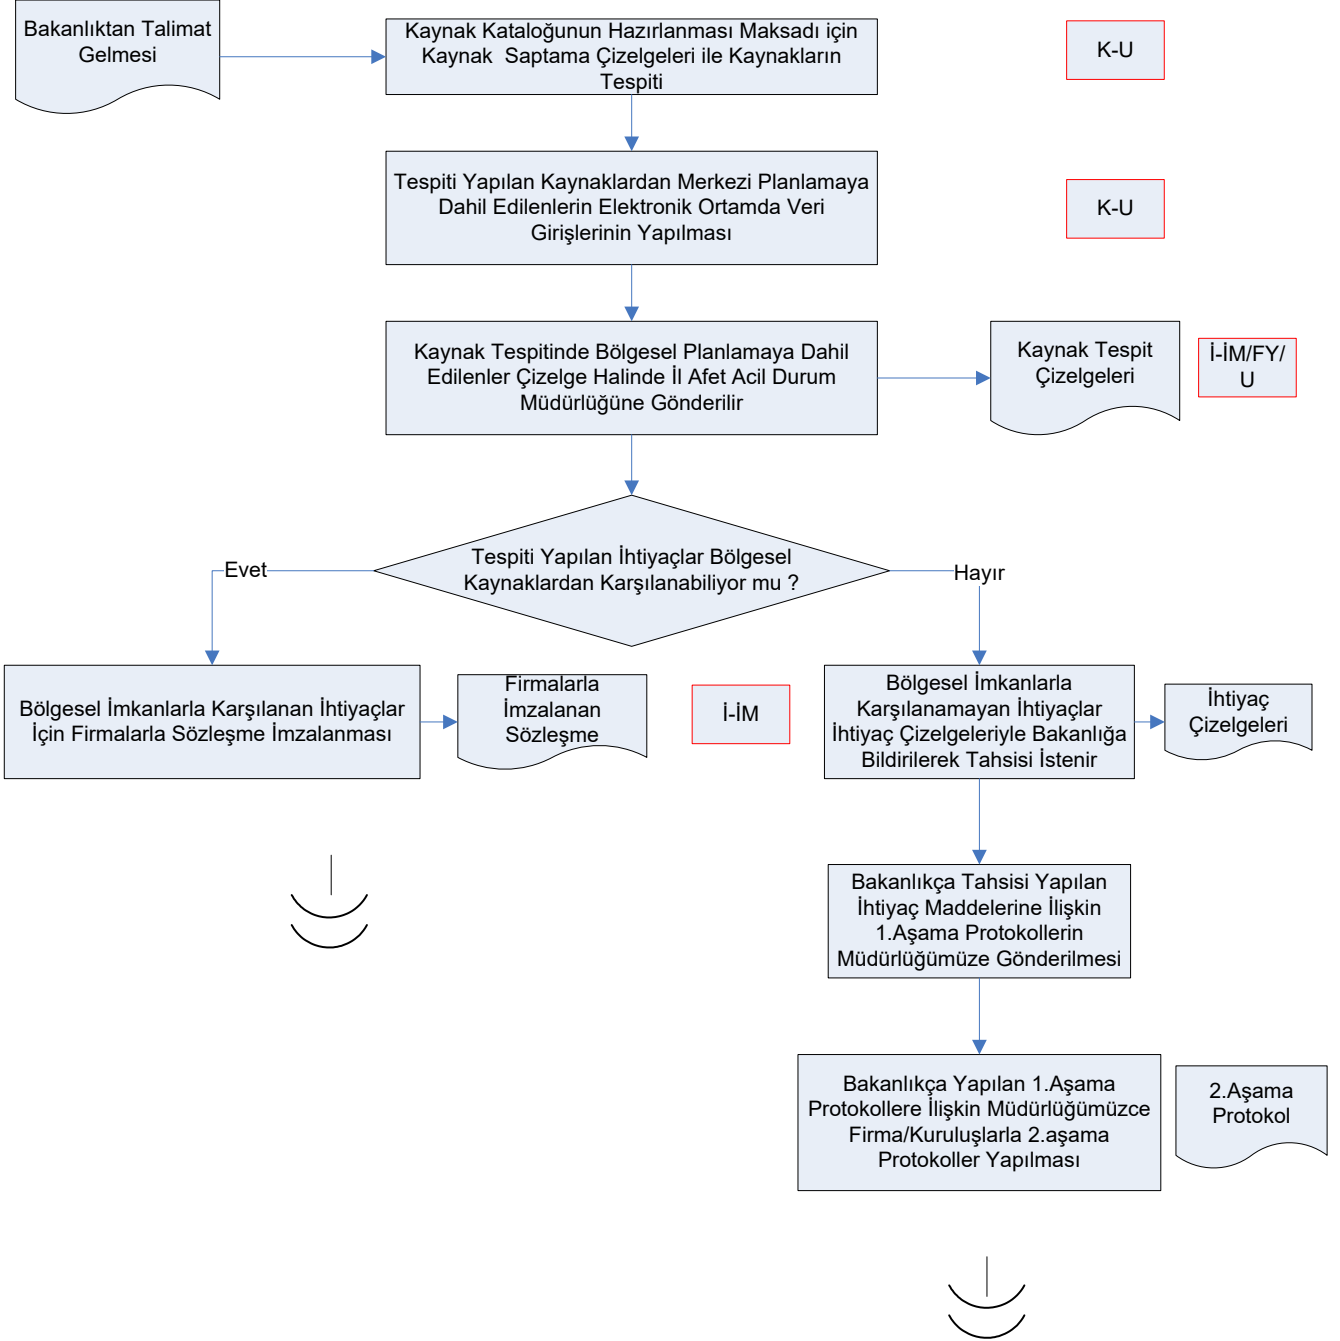 Bakanlıktan Talimat
Gelmesi
Kaynak Kataloğunun Hazırlanması Maksadı için
Kaynak  Saptama Çizelgeleri ile Kaynakların
Tespiti
K-U
Tespiti Yapılan Kaynaklardan Merkezi Planlamaya
Dahil Edilenlerin Elektronik Ortamda Veri
Girişlerinin Yapılması
K-U
Kaynak Tespitinde Bölgesel Planlamaya Dahil
Edilenler Çizelge Halinde İl Afet Acil Durum
Müdürlüğüne Gönderilir
Kaynak Tespit
Çizelgeleri
İ-İM/FY/
U
Tespiti Yapılan İhtiyaçlar Bölgesel
Kaynaklardan Karşılanabiliyor mu ?
Evet
Hayır
Bölgesel İmkanlarla Karşılanan İhtiyaçlar
İçin Firmalarla Sözleşme İmzalanması
Firmalarla
İmzalanan
Sözleşme
İ-İM
Bölgesel İmkanlarla
Karşılanamayan İhtiyaçlar
İhtiyaç Çizelgeleriyle Bakanlığa
Bildirilerek Tahsisi İstenir
İhtiyaç
Çizelgeleri
Bakanlıkça Tahsisi Yapılan
İhtiyaç Maddelerine İlişkin
1.Aşama Protokollerin
Müdürlüğümüze Gönderilmesi
Bakanlıkça Yapılan 1.Aşama
Protokollere İlişkin Müdürlüğümüzce
Firma/Kuruluşlarla 2.aşama
Protokoller Yapılması
2.Aşama
Protokol